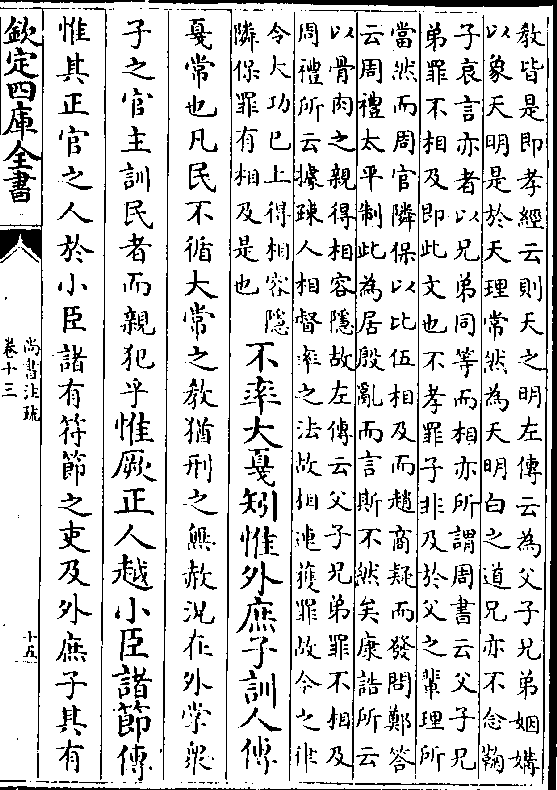 教皆是即孝經云則天之明左傳云為父子兄弟姻媾
以象天明是於天理常然為天明白之道兄亦不念鞠
子哀言亦者以兄弟同等而相亦所謂周書云父子兄
弟罪不相及即此文也不孝罪子非及於父之輩理所
當然而周官隣保以比伍相及而趙商疑而發問鄭答
云周禮太平制此為居殷亂而言斯不然矣康誥所云
以骨肉之親得相容隱故左傳云父子兄弟罪不相及
周禮所云據疎人相督率之法故相連獲罪故今之律
令大功已上得相容隱
隣保罪有相及是也
不率大戛矧惟外庶子訓人傳
戛常也凡民不循大常之教猶刑之無赦況在外掌衆
子之官主訓民者而親犯乎惟厥正人越小臣諸節傳
惟其正官之人於小臣諸有符節之吏及外庶子其有
欽定四庫全書
尚書注疏
卷十三
十五